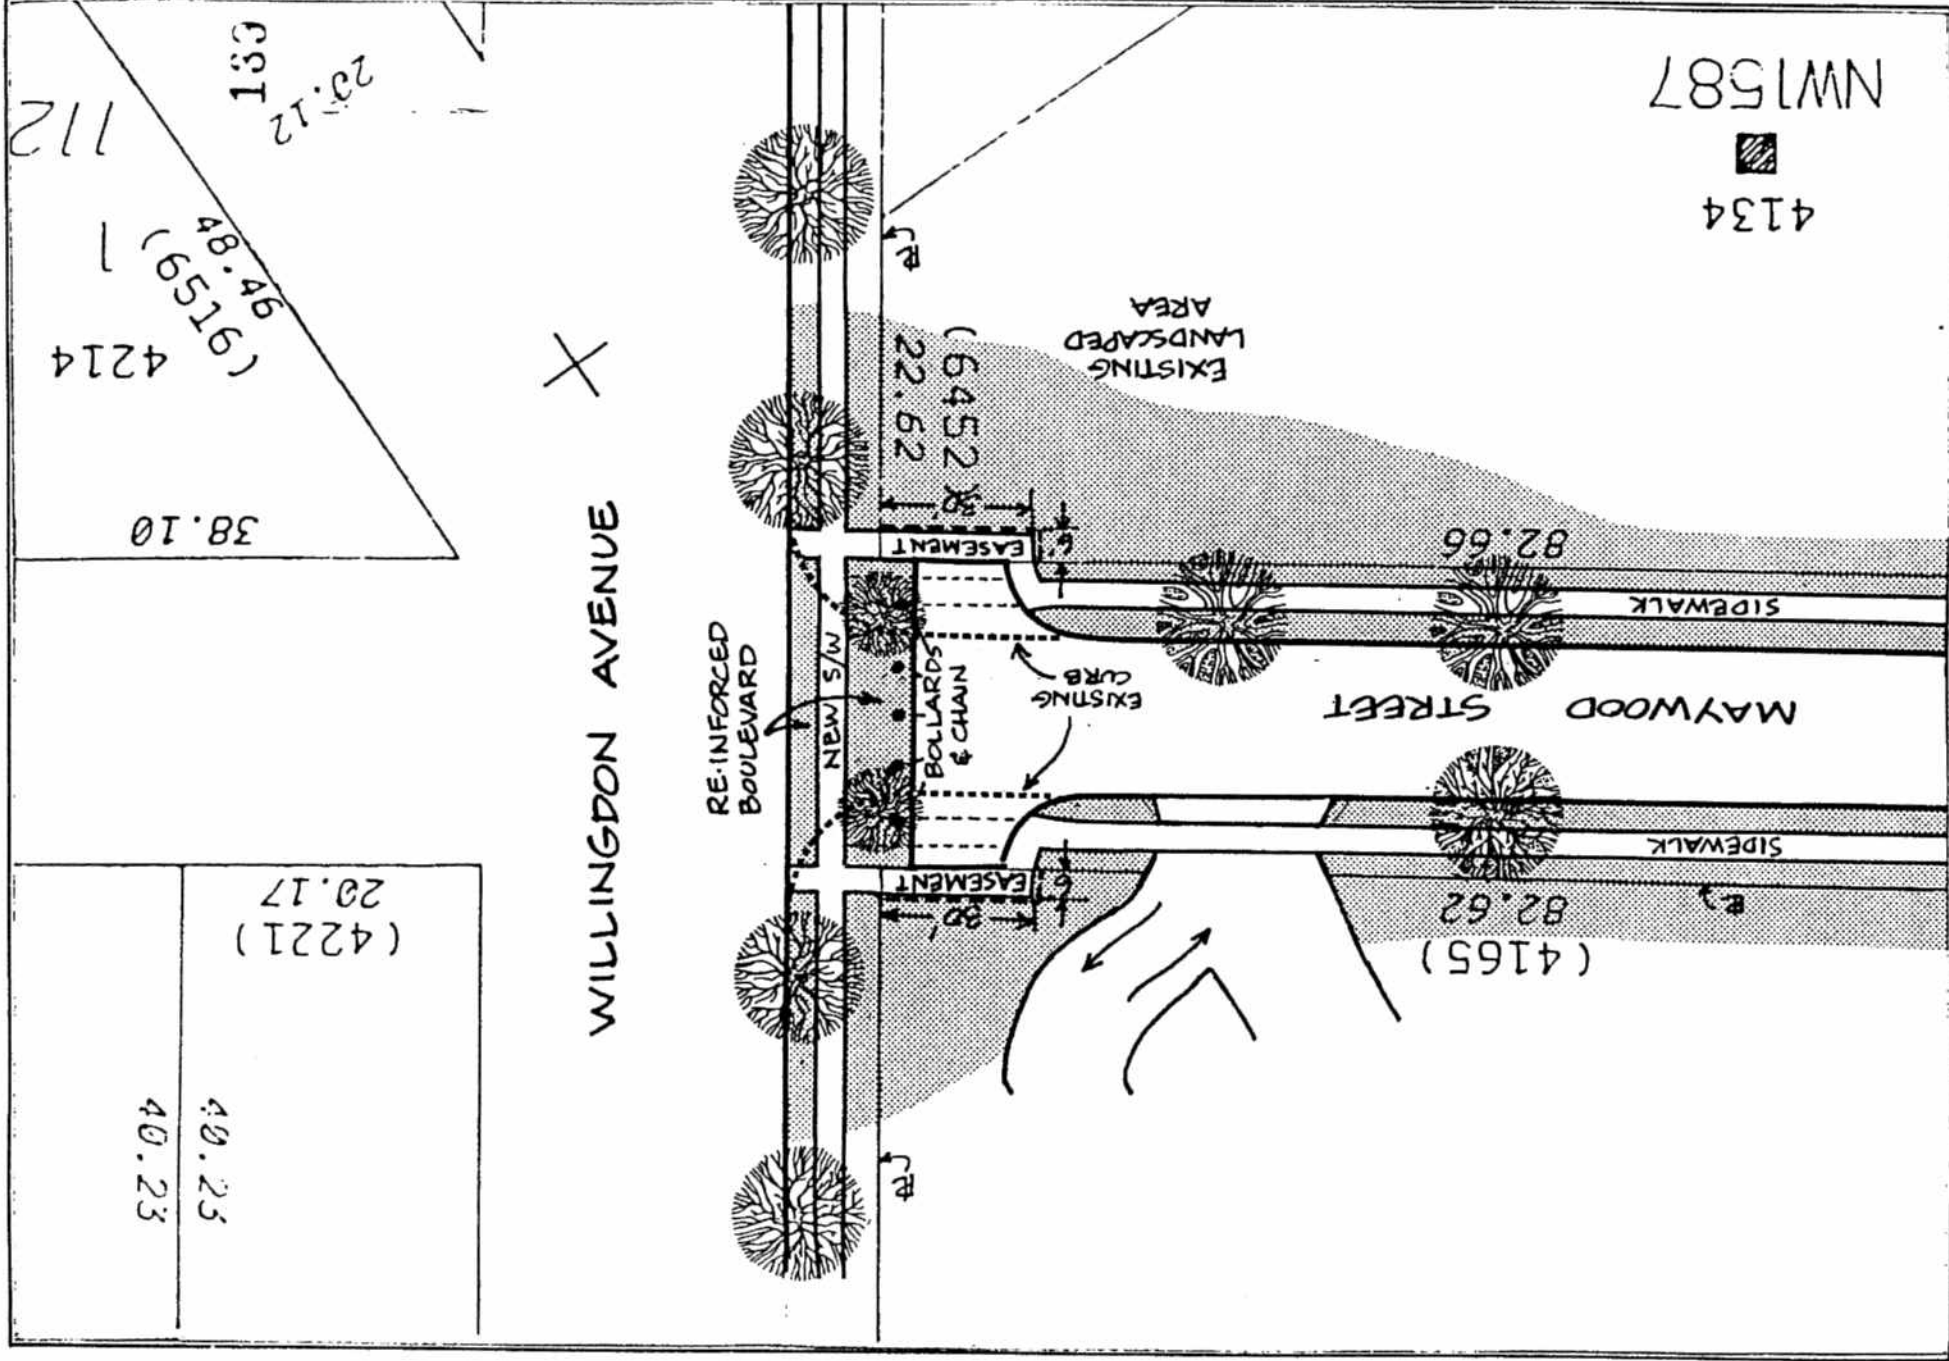 NW1587
4134
133
20.12
112
1
48.46
(6516)
4214
38.10
WILLINGDON AVENUE
RE-INFORCED
BOULEVARD
NEW S/W
BOLLARDS
& CHAIN
EXISTING
CURB
EXISTING
LANDSCAPED
AREA
(6452)
22.62
30'
6'
EASEMENT
82.66
SIDEWALK
MAYWOOD STREET
SIDEWALK
82.62
(4165)
EASEMENT
30'
6'
20.17
(4221)
40.23
40.23